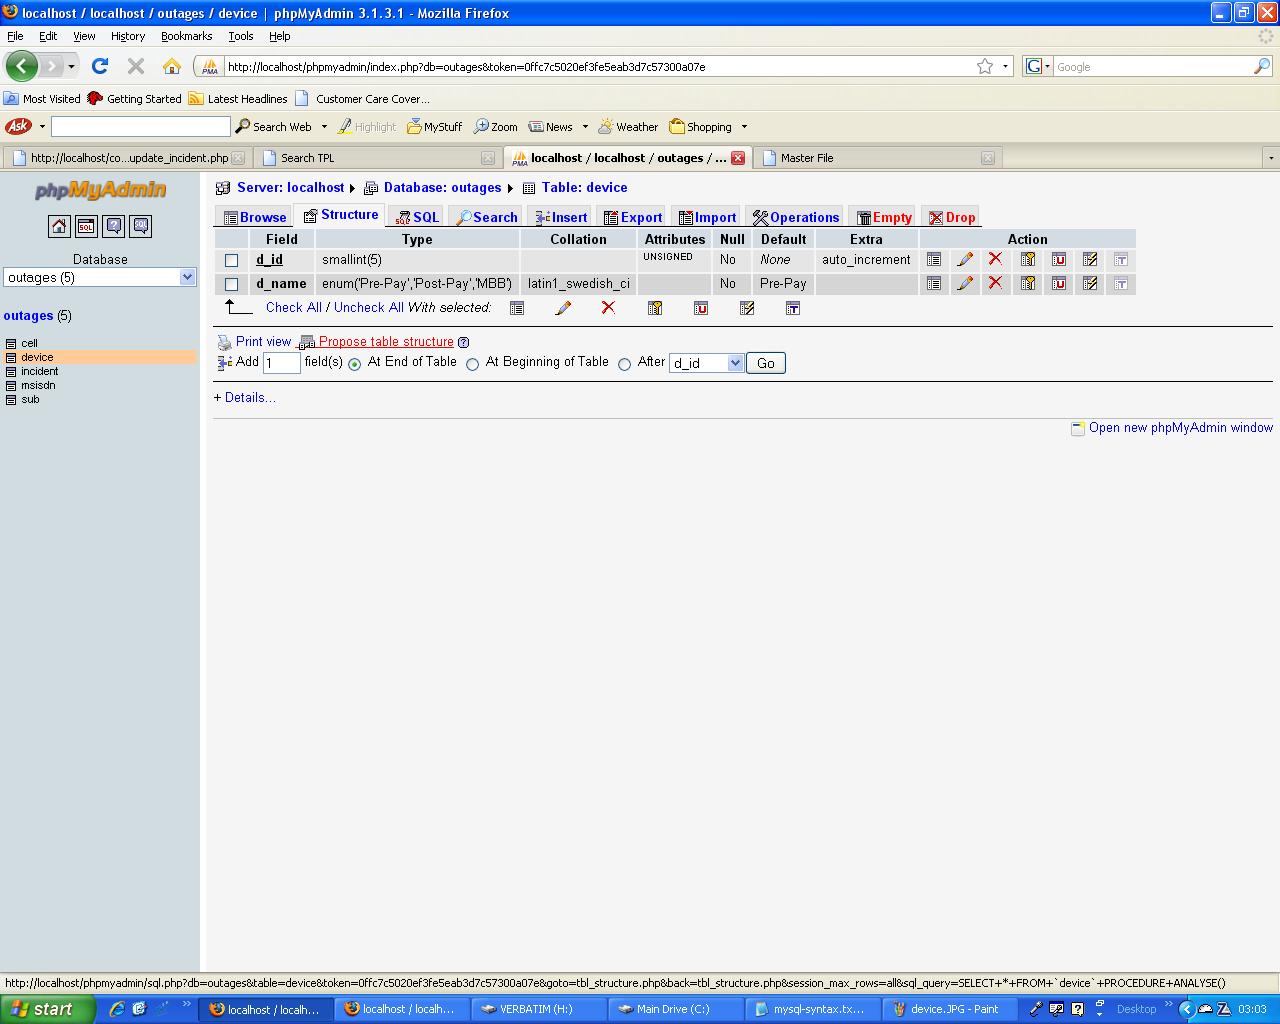 localhost / localhost / outages / device | phpMyAdmin 3.1.3.1 - Mozilla Firefox
File Edit View History Bookmarks Tools Help
PMA http://localhost/phpmyadmin/index.php?db=outages&token=0ffc7c5020ef3fe5eab3d7c57300a07e G Google
Most Visited Getting Started Latest Headlines Customer Care Cover...
Ask Search Web Highlight MyStuff Zoom News Weather Shopping
http://localhost/co...update_incident.php Search TPL PMA localhost / localhost / outages / ... Master File
phpMyAdmin
SQL
Database
outages (5)
outages (5)
cell
device
incident
msisdn
sub
Server: localhost Database: outages Table: device
Browse Structure SQL Search Insert Export Import Operations Empty Drop
Field Type Collation Attributes Null Default Extra Action
d_id smallint(5) UNSIGNED No None auto_increment
d_name enum('Pre-Pay','Post-Pay','MBB') latin1_swedish_ci No Pre-Pay
Check All / Uncheck All With selected:
Print view Propose table structure
Add 1 field(s) At End of Table At Beginning of Table After d_id Go
+ Details...
Open new phpMyAdmin window
http://localhost/phpmyadmin/sql.php?db=outages&table=device&token=0ffc7c5020ef3fe5eab3d7c57300a07e&goto=tbl_structure.php&back=tbl_structure.php&session_max_rows=all&sql_query=SELECT+*+FROM+`device`+PROCEDURE+ANALYSE()
start localhost / localh... localhost / localh... VERBATIM (H:) Main Drive (C:) mysql-syntax.tx... device.JPG - Paint Desktop 03:03